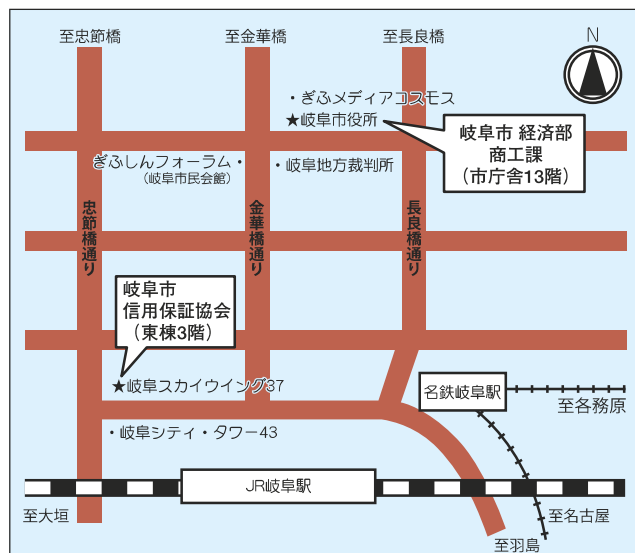 至忠節橋
至金華橋
至長良橋
N
・ぎふメディアコスモス
★岐阜市役所
岐阜市 経済部
商工課
(市庁舎13階)
ぎふしんフォーラム・
(岐阜市民会館)
・岐阜地方裁判所
忠節橋通り
金華橋通り
長良橋通り
岐阜市
信用保証協会
(東棟3階)
★岐阜スカイウイング37
名鉄岐阜駅
至各務原
・岐阜シティ・タワー43
JR岐阜駅
至大垣
至名古屋
至羽島